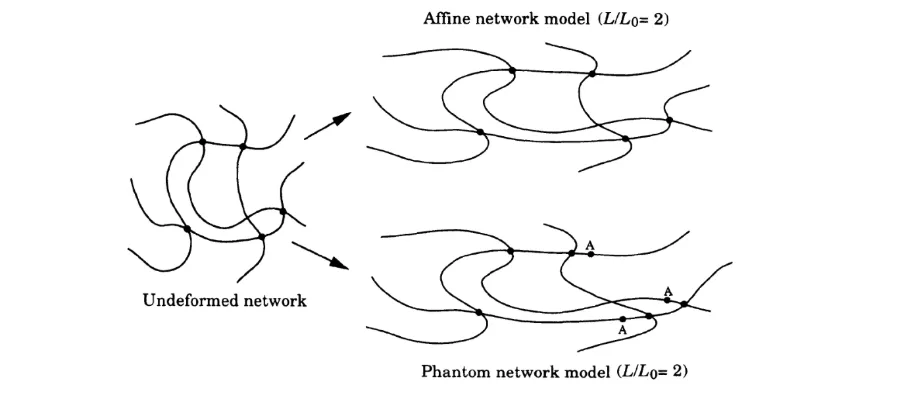 Affine network model (L/L0= 2)
Undeformed network
A
A
A
Phantom network model (L/L0= 2)